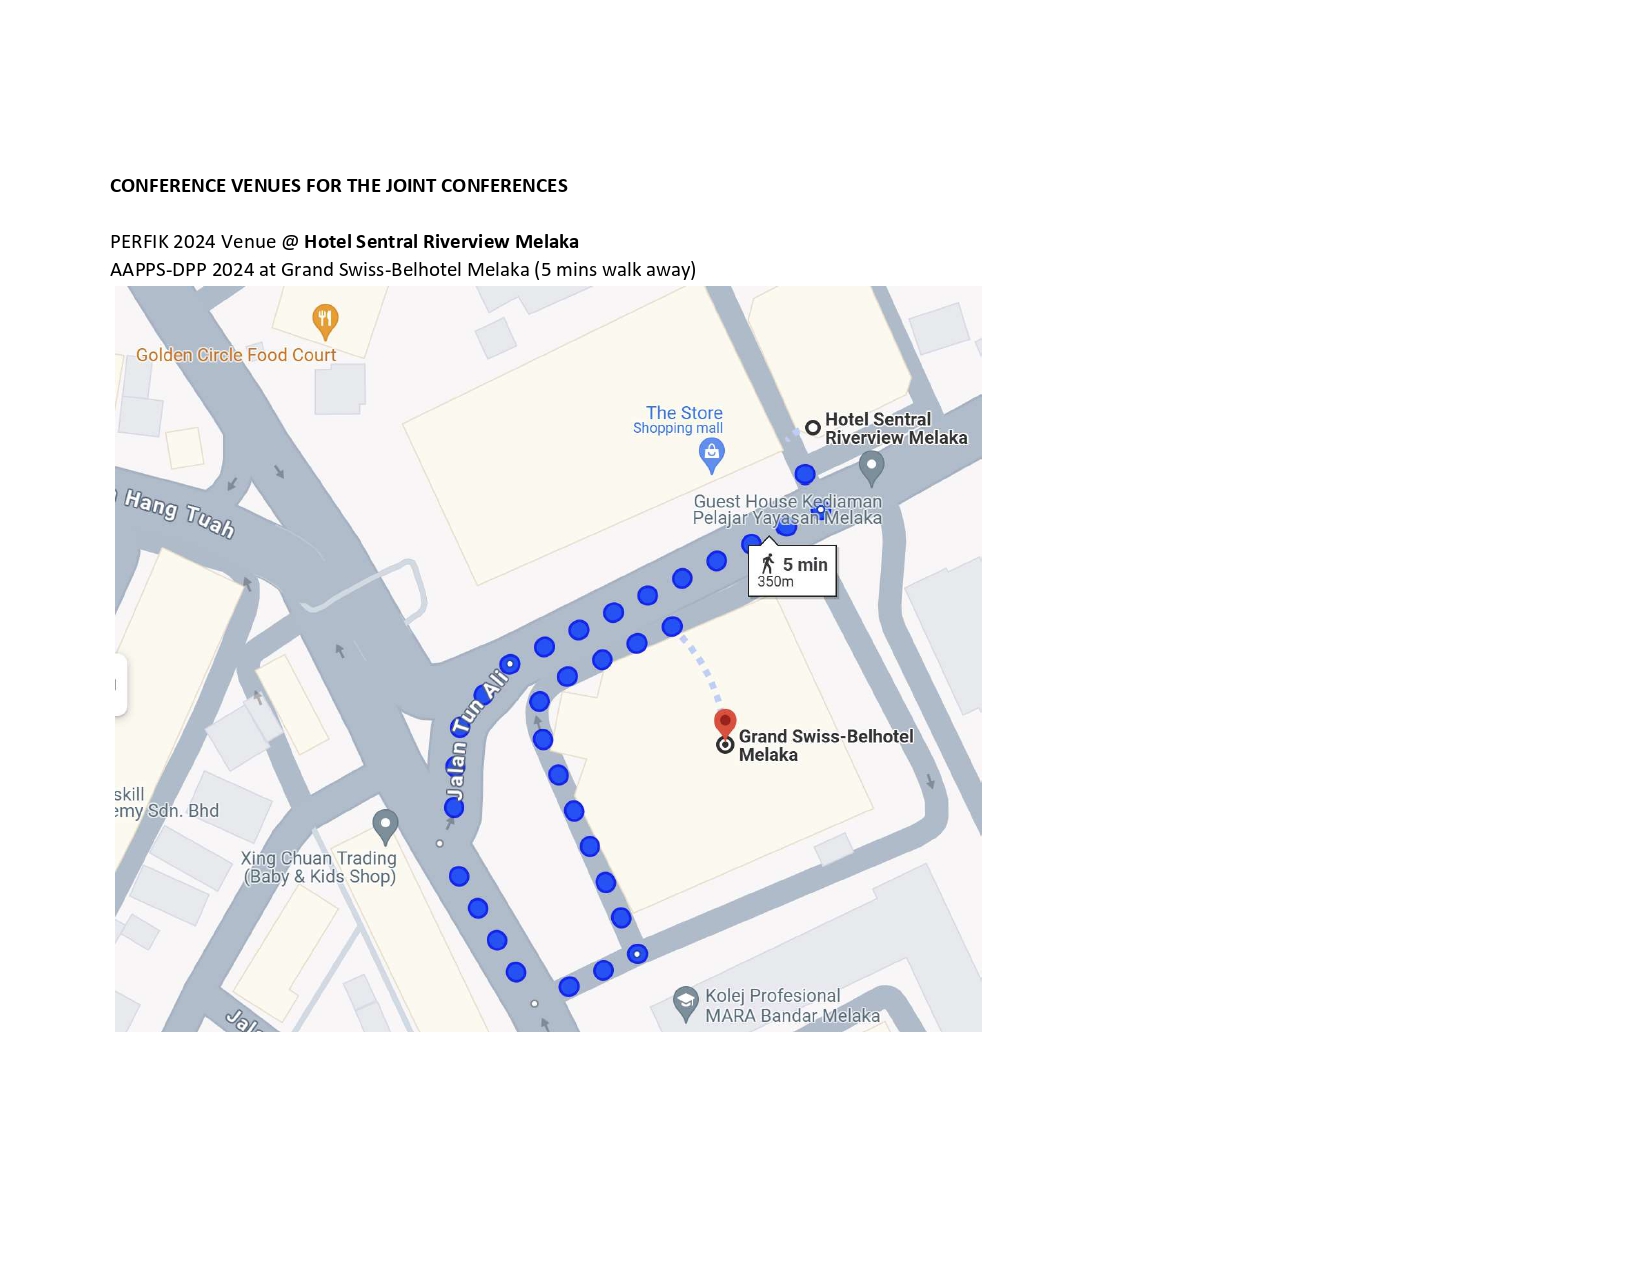 CONFERENCE VENUES FOR THE JOINT CONFERENCES
PERFIK 2024 Venue @ Hotel Sentral Riverview Melaka
AAPPS-DPP 2024 at Grand Swiss-Belhotel Melaka (5 mins walk away)
Golden Circle Food Court
The Store
Shopping mall
Hotel Sentral
Riverview Melaka
Hang Tuah
Guest House Kediaman
Pelajar Yayasan Melaka
5 min
350m
Jalan Tun Ali
Grand Swiss-Belhotel
Melaka
skill
emy Sdn. Bhd
Xing Chuan Trading
(Baby & Kids Shop)
Kolej Profesional
MARA Bandar Melaka